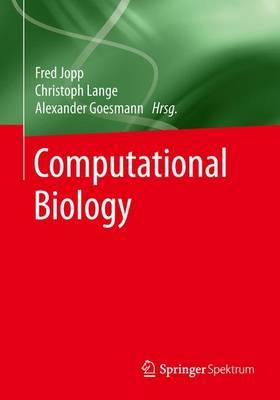 Fred Jopp
Christoph Lange
Alexander Goesmann Hrsg.
Computational
Biology
Springer Spektrum